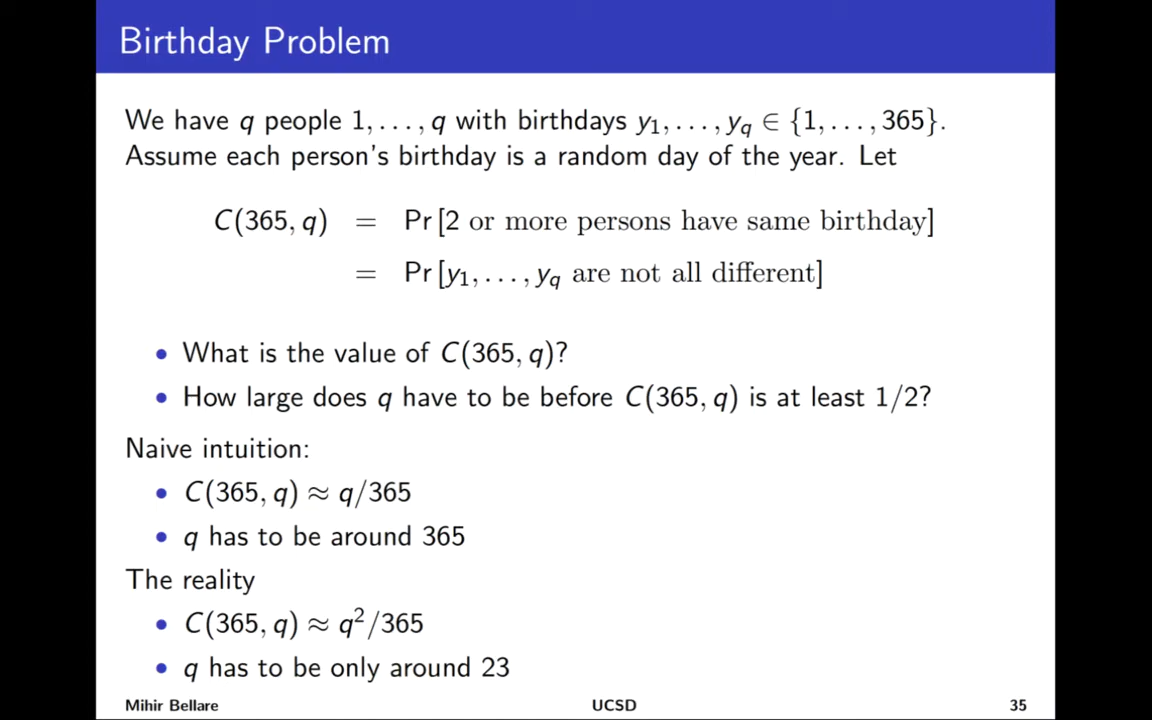 Birthday Problem
We have q people 1, . . . , q with birthdays y₁, . . . , y_q ∈ {1, . . . , 365}.
Assume each person's birthday is a random day of the year. Let
C(365, q) = Pr [2 or more persons have same birthday]
= Pr [y₁, . . . , y_q are not all different]
• What is the value of C(365, q)?
• How large does q have to be before C(365, q) is at least 1/2?
Naive intuition:
• C(365, q) ≈ q/365
• q has to be around 365
The reality
• C(365, q) ≈ q²/365
• q has to be only around 23
Mihir Bellare UCSD 35